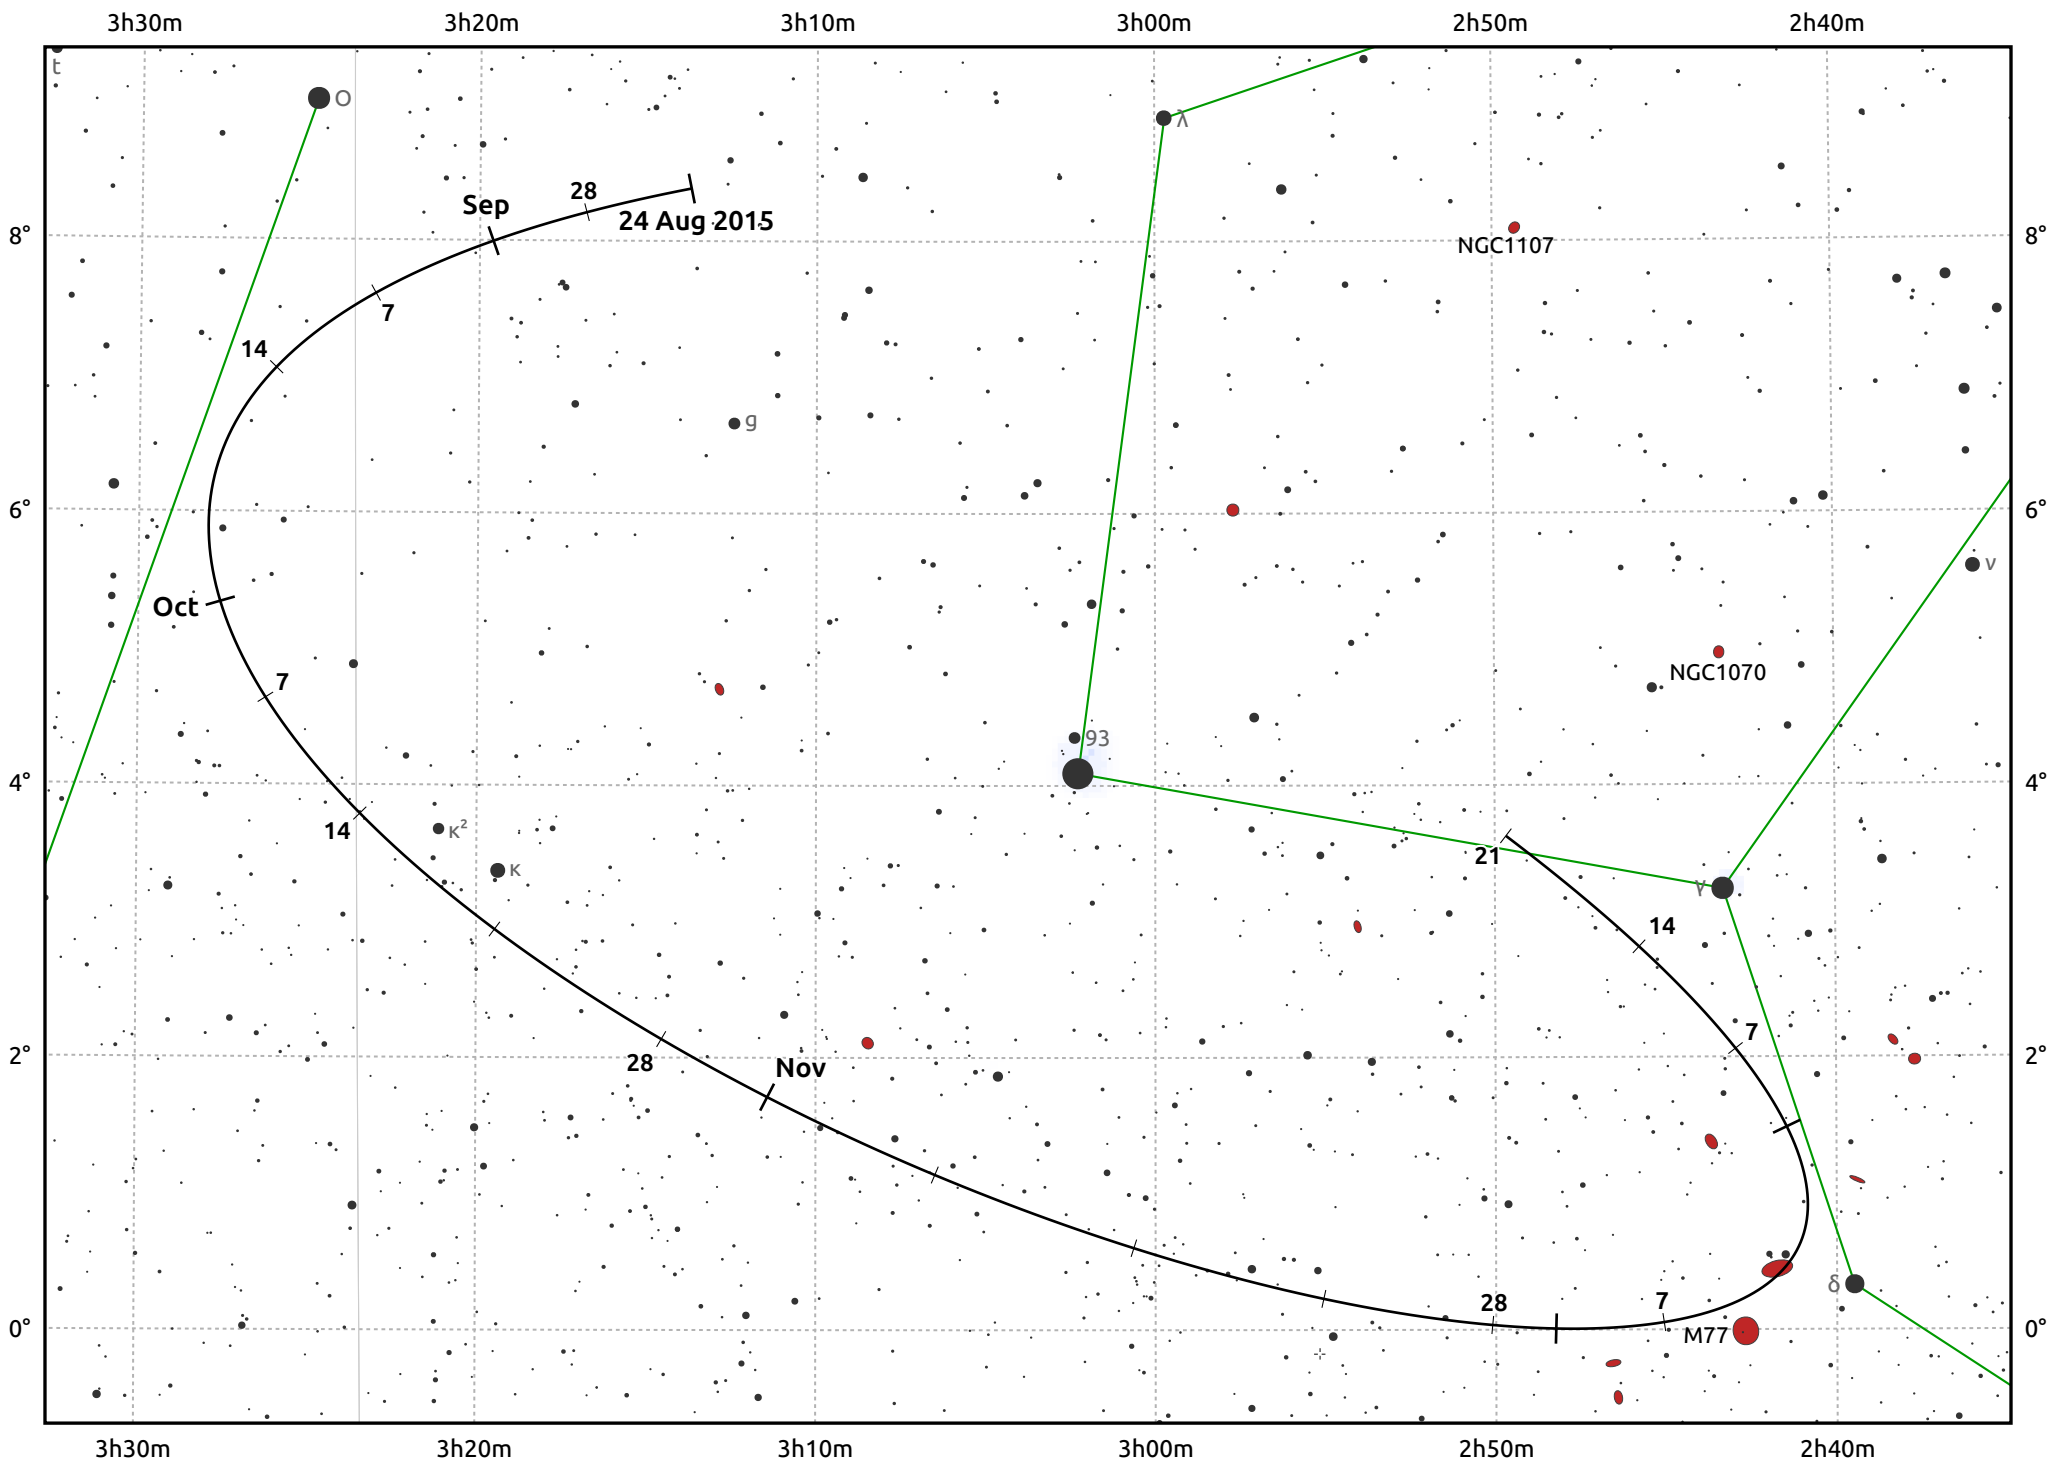 3h30m 3h20m 3h10m 3h00m 2h50m 2h40m
t
O
λ
28
Sep
24 Aug 2015
8° 8°
NGC1107
7
14
g
6° 6°
ν
Oct
NGC1070
7
93
4° 4°
14
κ²
κ
21
γ
14
7
2° 2°
28
Nov
δ
28
7
0° 0°
M77
3h30m 3h20m 3h10m 3h00m 2h50m 2h40m